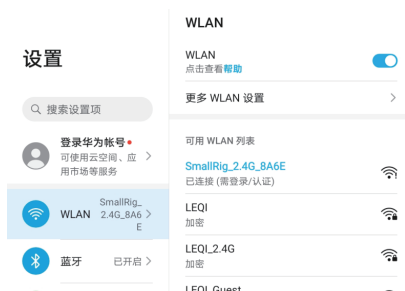 设置
搜索设置项
登录华为帐号
可使用云空间、应
用市场等服务
WLAN
SmallRig_
2.4G_8A6
E
蓝牙
已开启
WLAN
WLAN
点击查看帮助
更多 WLAN 设置
可用 WLAN 列表
SmallRig_2.4G_8A6E
已连接 (需登录/认证)
LEQI
加密
LEQI_2.4G
加密
LEQI_Guest